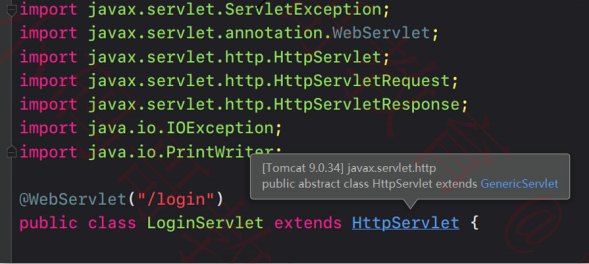 import javax.servlet.ServletException;
import javax.servlet.annotation.WebServlet;
import javax.servlet.http.HttpServlet;
import javax.servlet.http.HttpServletRequest;
import javax.servlet.http.HttpServletResponse;
import java.io.IOException;
import java.io.PrintWriter;
[Tomcat 9.0.34] javax.servlet.http
public abstract class HttpServlet extends GenericServlet
@WebServlet("/login")
public class LoginServlet extends HttpServlet {